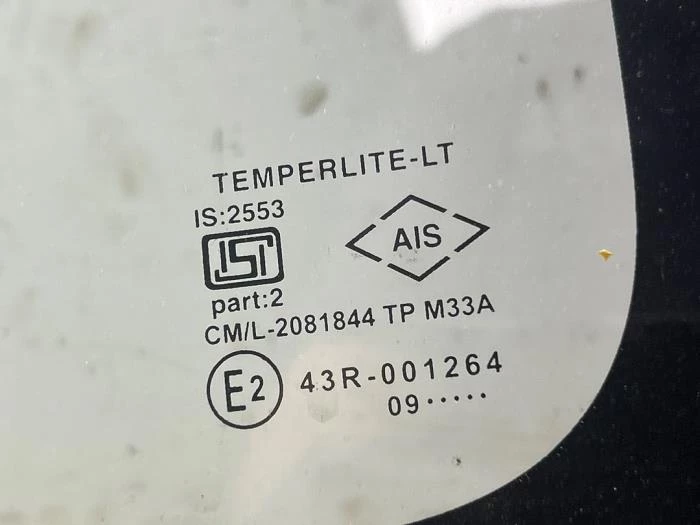 TEMPERLITE-LT
IS:2553
ISI
AIS
part:2
CM/L-2081844 TP M33A
E2 43R-001264
09·····